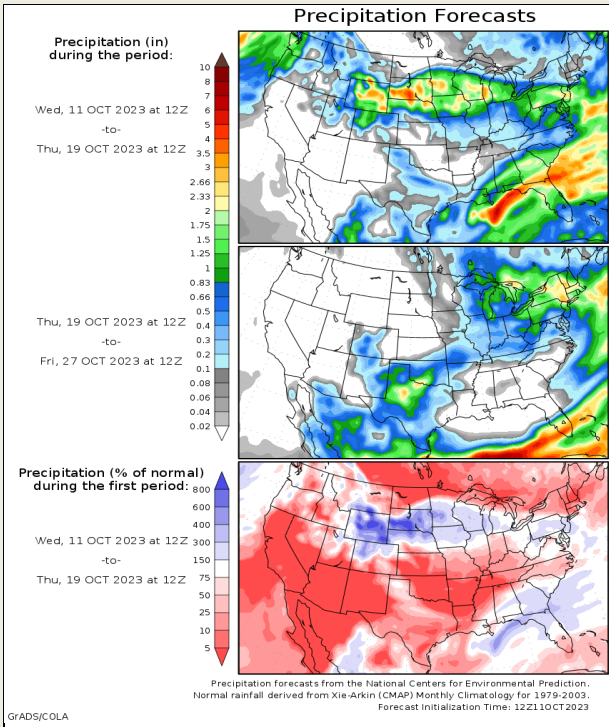 Precipitation Forecasts
Precipitation (in)
during the period:
Wed, 11 OCT 2023 at 12Z
-to-
Thu, 19 OCT 2023 at 12Z
10
8
7
6
5
4
3.5
3
2.66
2.33
2
1.75
1.5
1.25
1
0.83
0.66
0.5
0.4
0.3
0.2
0.1
0.08
0.06
0.04
0.02
Thu, 19 OCT 2023 at 12Z
-to-
Fri, 27 OCT 2023 at 12Z
Precipitation (% of normal)
during the first period:
Wed, 11 OCT 2023 at 12Z
-to-
Thu, 19 OCT 2023 at 12Z
800
600
400
300
150
75
50
25
10
5
Precipitation forecasts from the National Centers for Environmental Prediction.
Normal rainfall derived from Xie-Arkin (CMAP) Monthly Climatology for 1979-2003.
Forecast Initialization Time: 12Z11OCT2023
GrADS/COLA